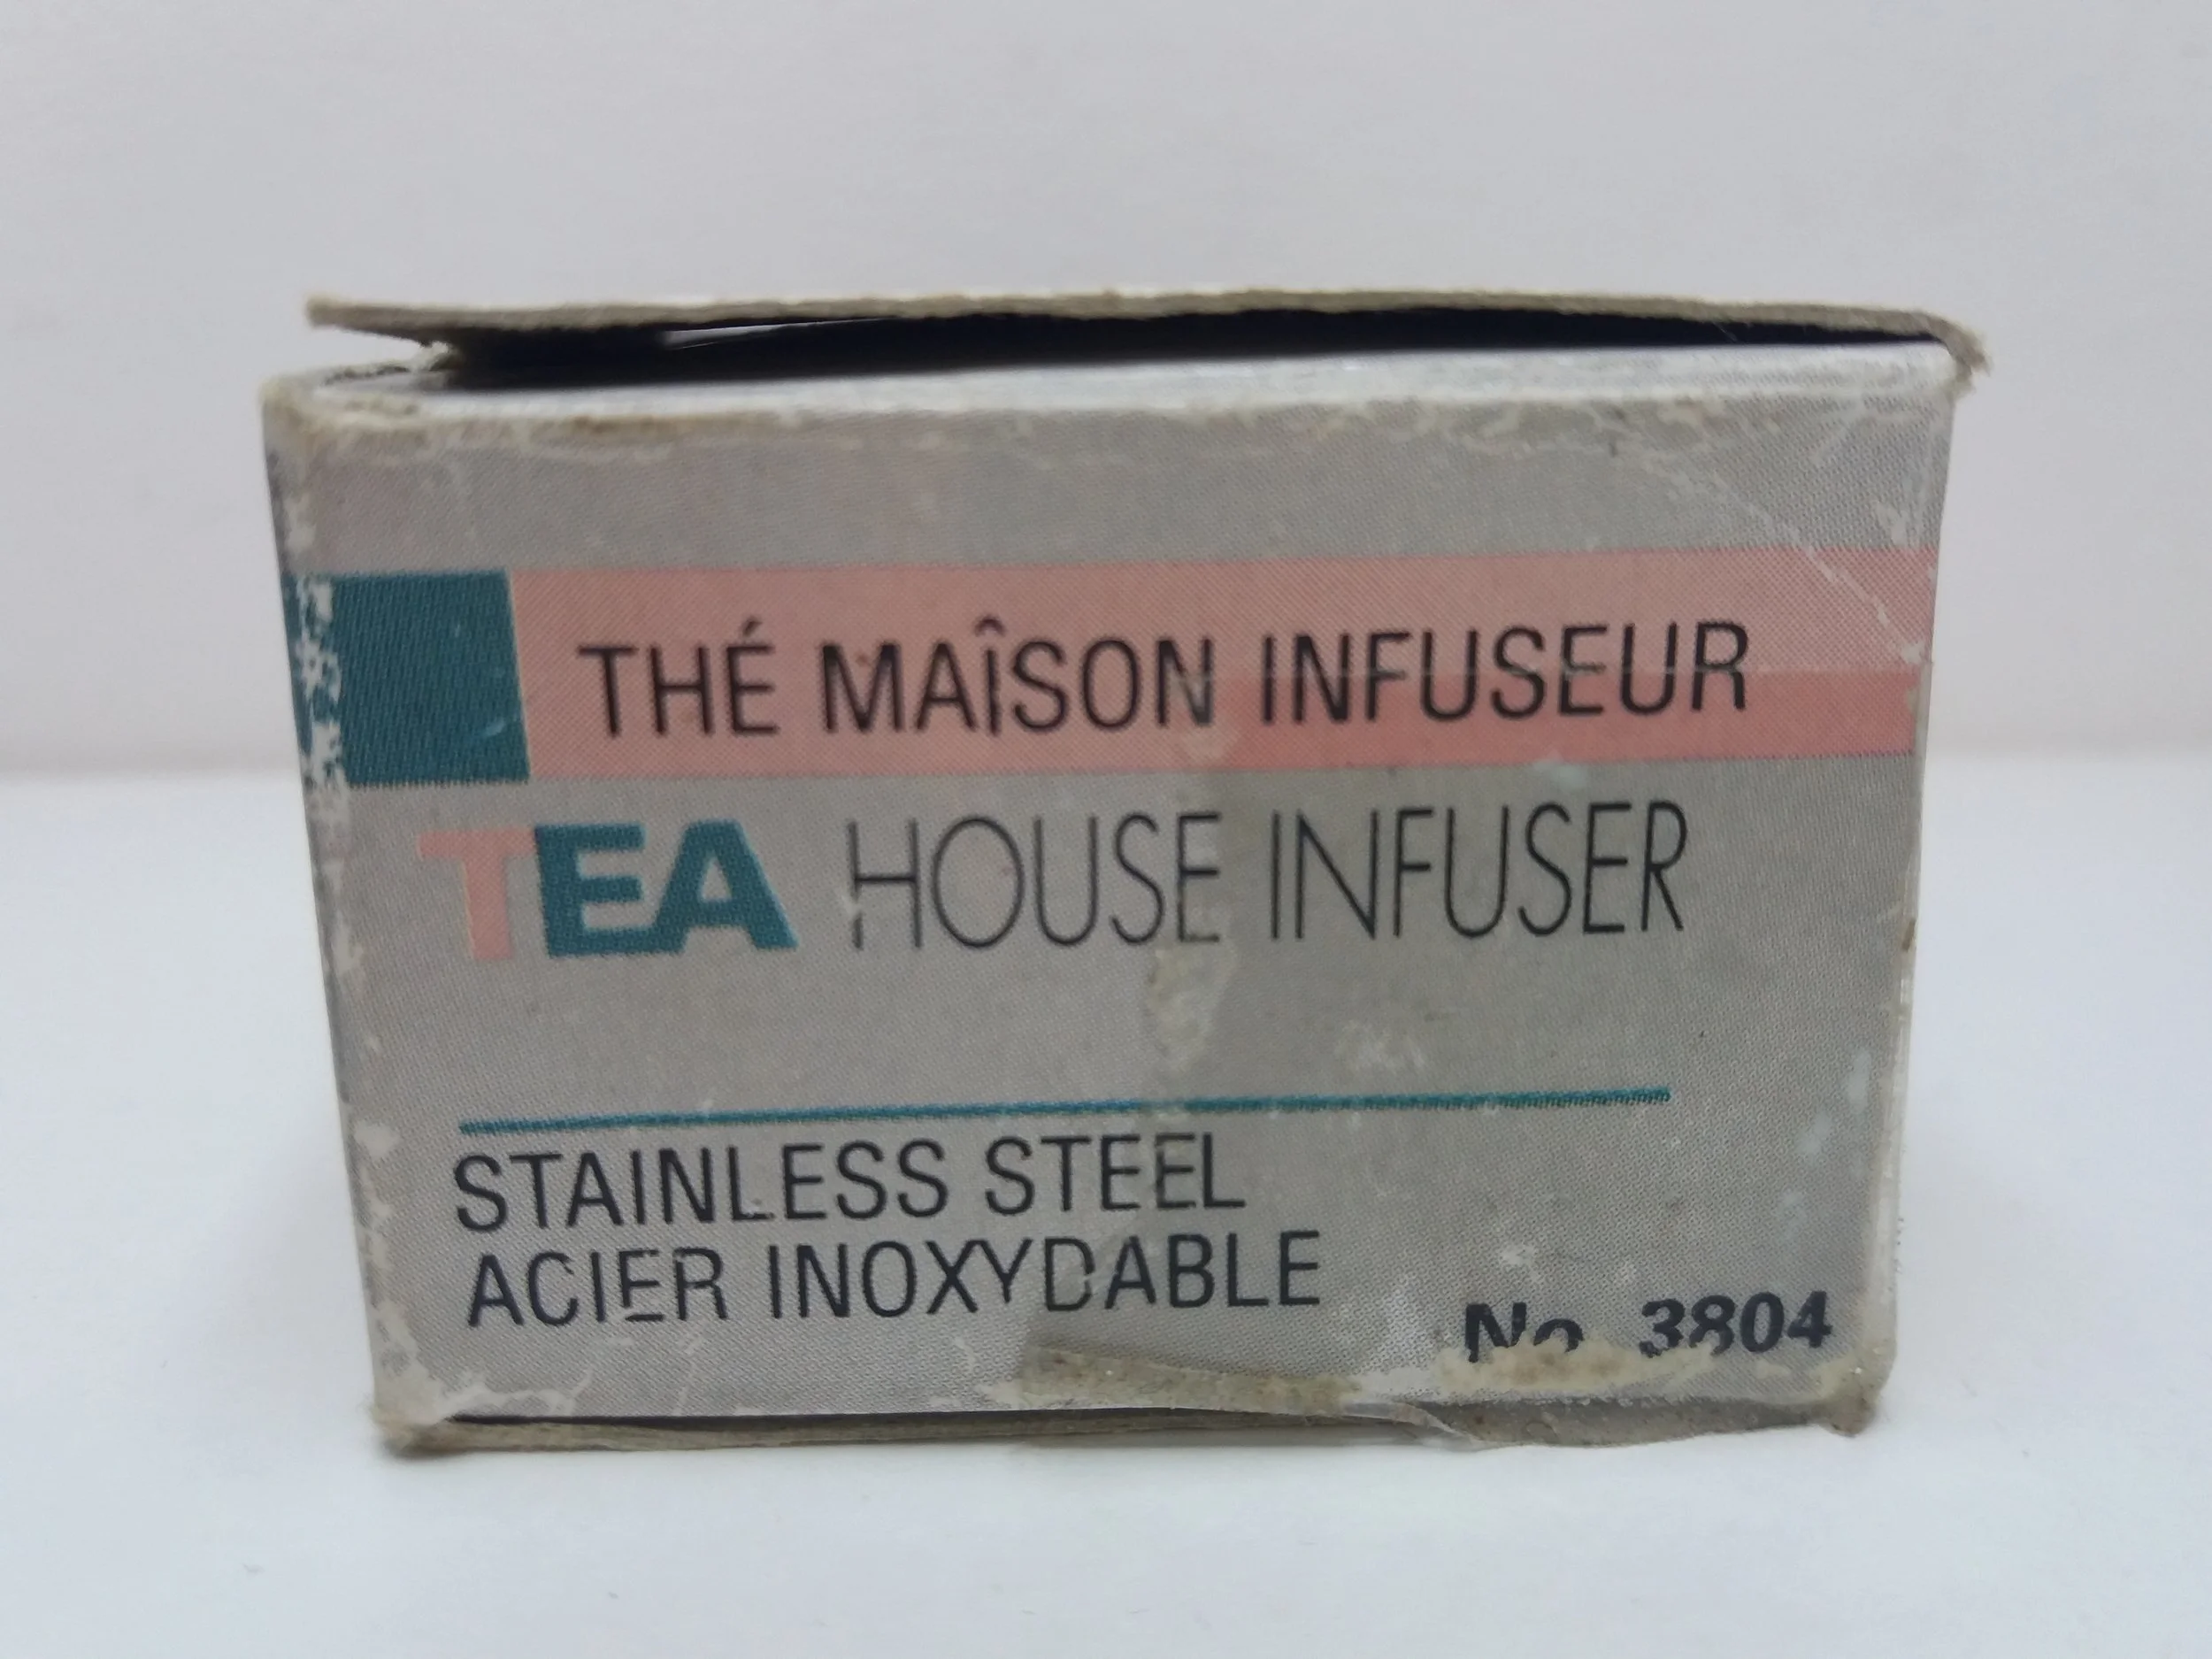 THÉ MAÎSON INFUSEUR
TEA HOUSE INFUSER
STAINLESS STEEL
ACIER INOXYDABLE
No. 3804